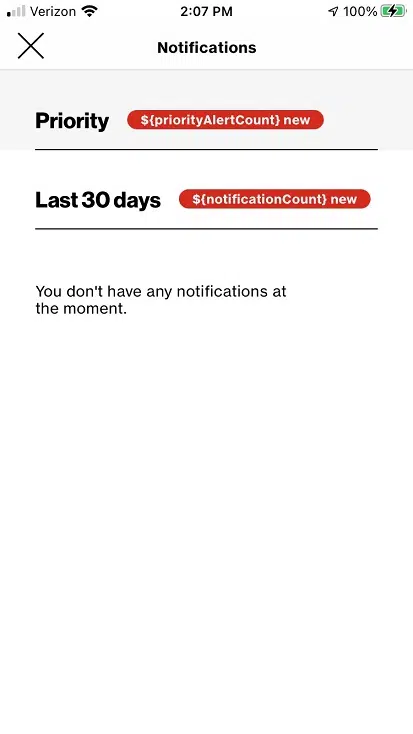 Verizon 2:07 PM 100%
Notifications
Priority ${priorityAlertCount} new
Last 30 days ${notificationCount} new
You don't have any notifications at
the moment.